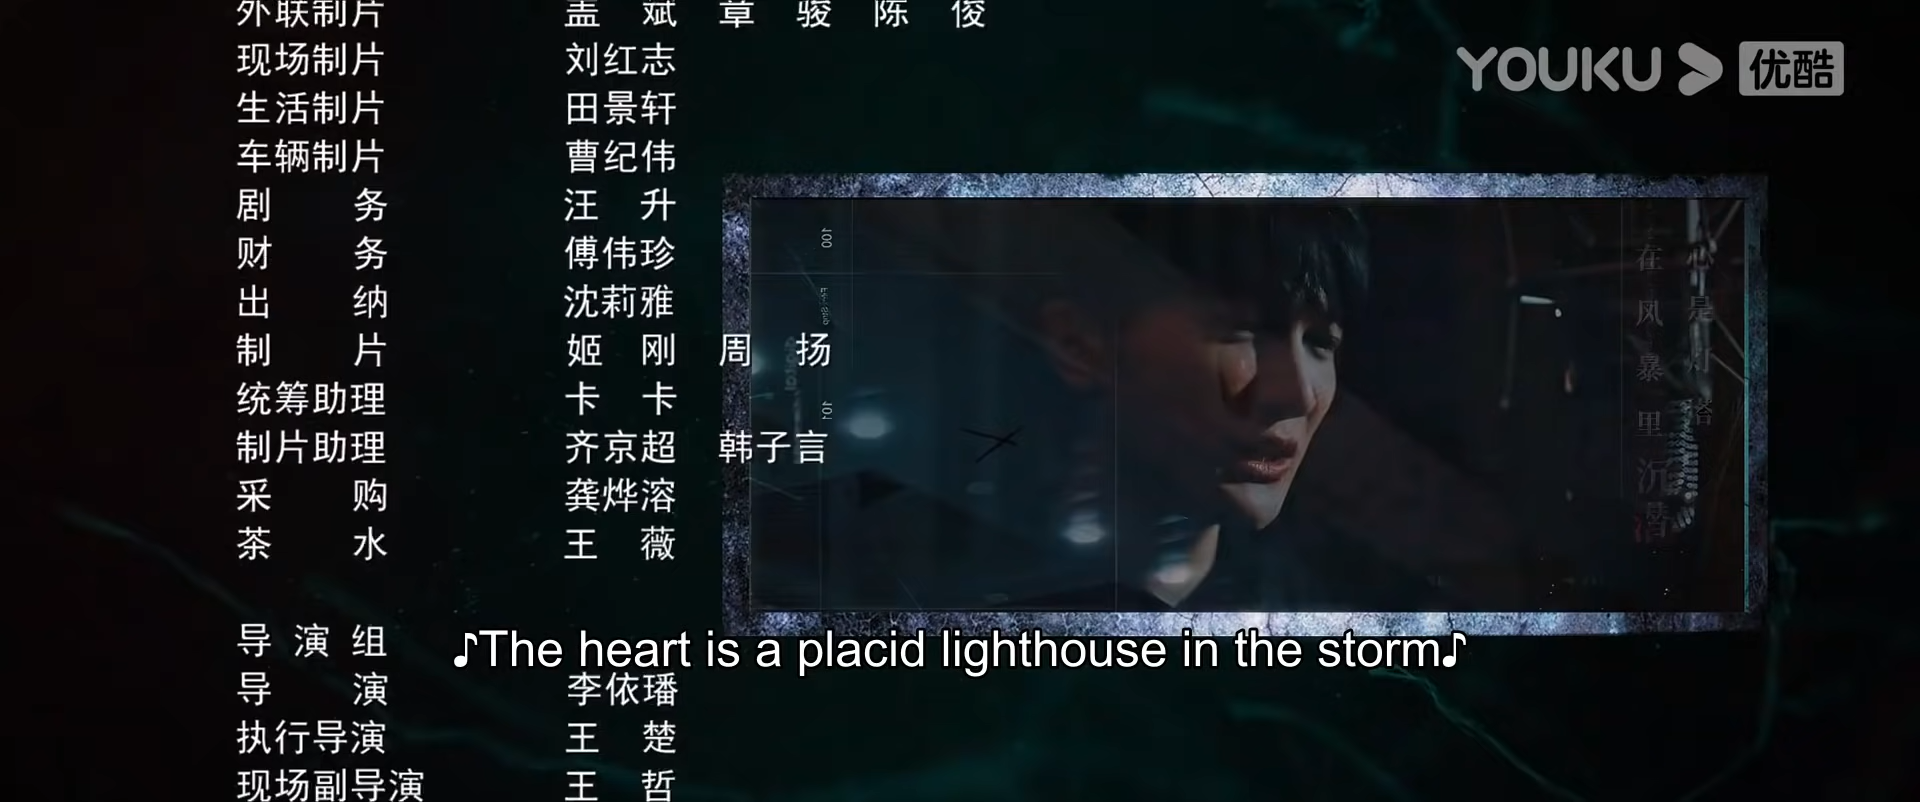 外联制片 孟 斌 章 骏 陈 俊
现场制片 刘红志
生活制片 田景轩
车辆制片 曹纪伟
剧 务 汪 升
财 务 傅伟珍
出 纳 沈莉雅
制 片 姬 刚 周 扬
统筹助理 卡 卡
制片助理 齐京超 韩子言
采 购 龚烨溶
茶 水 王 薇
导 演 组
导 演 李依璠
执行导演 王 楚
现场副导演 王 哲
YOUKU 优酷
100
101
心是灯塔
在风暴里沉潜
♪The heart is a placid lighthouse in the storm♪